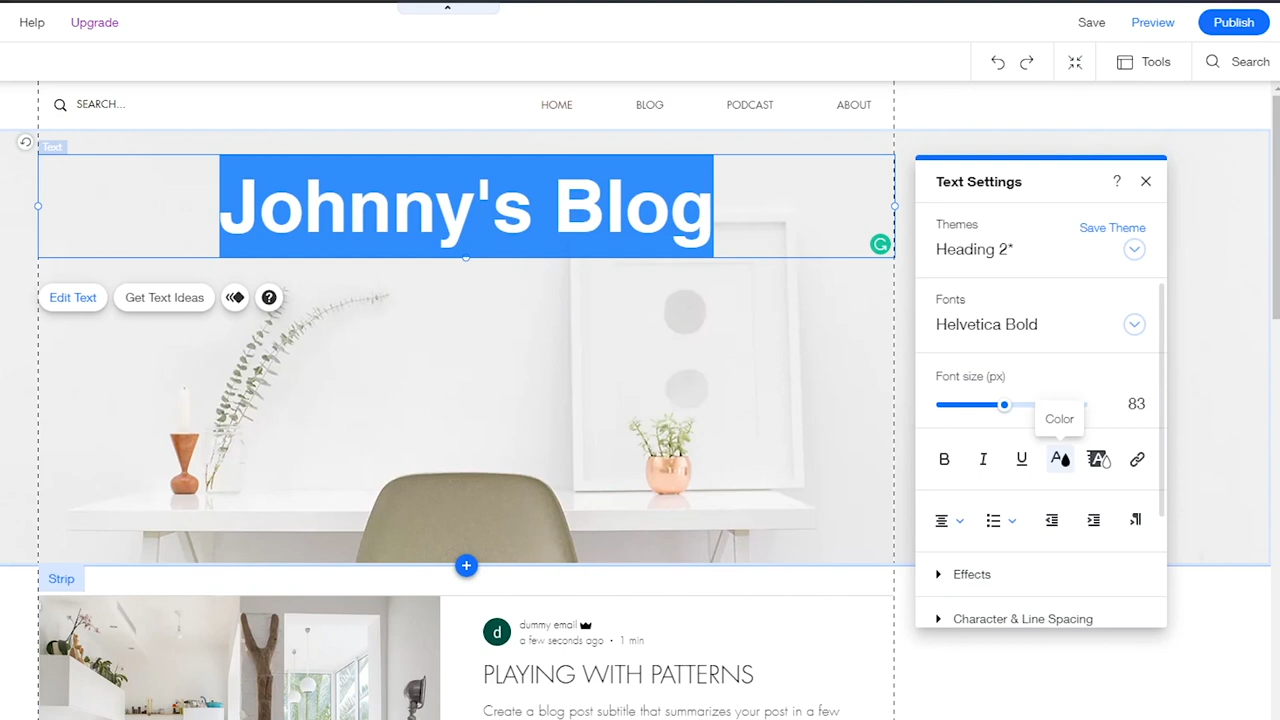 Help Upgrade Save Preview Publish
Tools Search
SEARCH... HOME BLOG PODCAST ABOUT
Text
Johnny's Blog
Edit Text Get Text Ideas ?
Text Settings ?
Themes Save Theme
Heading 2*
Fonts
Helvetica Bold
Font size (px)
83
Color
B I U A A
Effects
Character & Line Spacing
Strip
d dummy email
a few seconds ago · 1 min
PLAYING WITH PATTERNS
Create a blog post subtitle that summarizes your post in a few